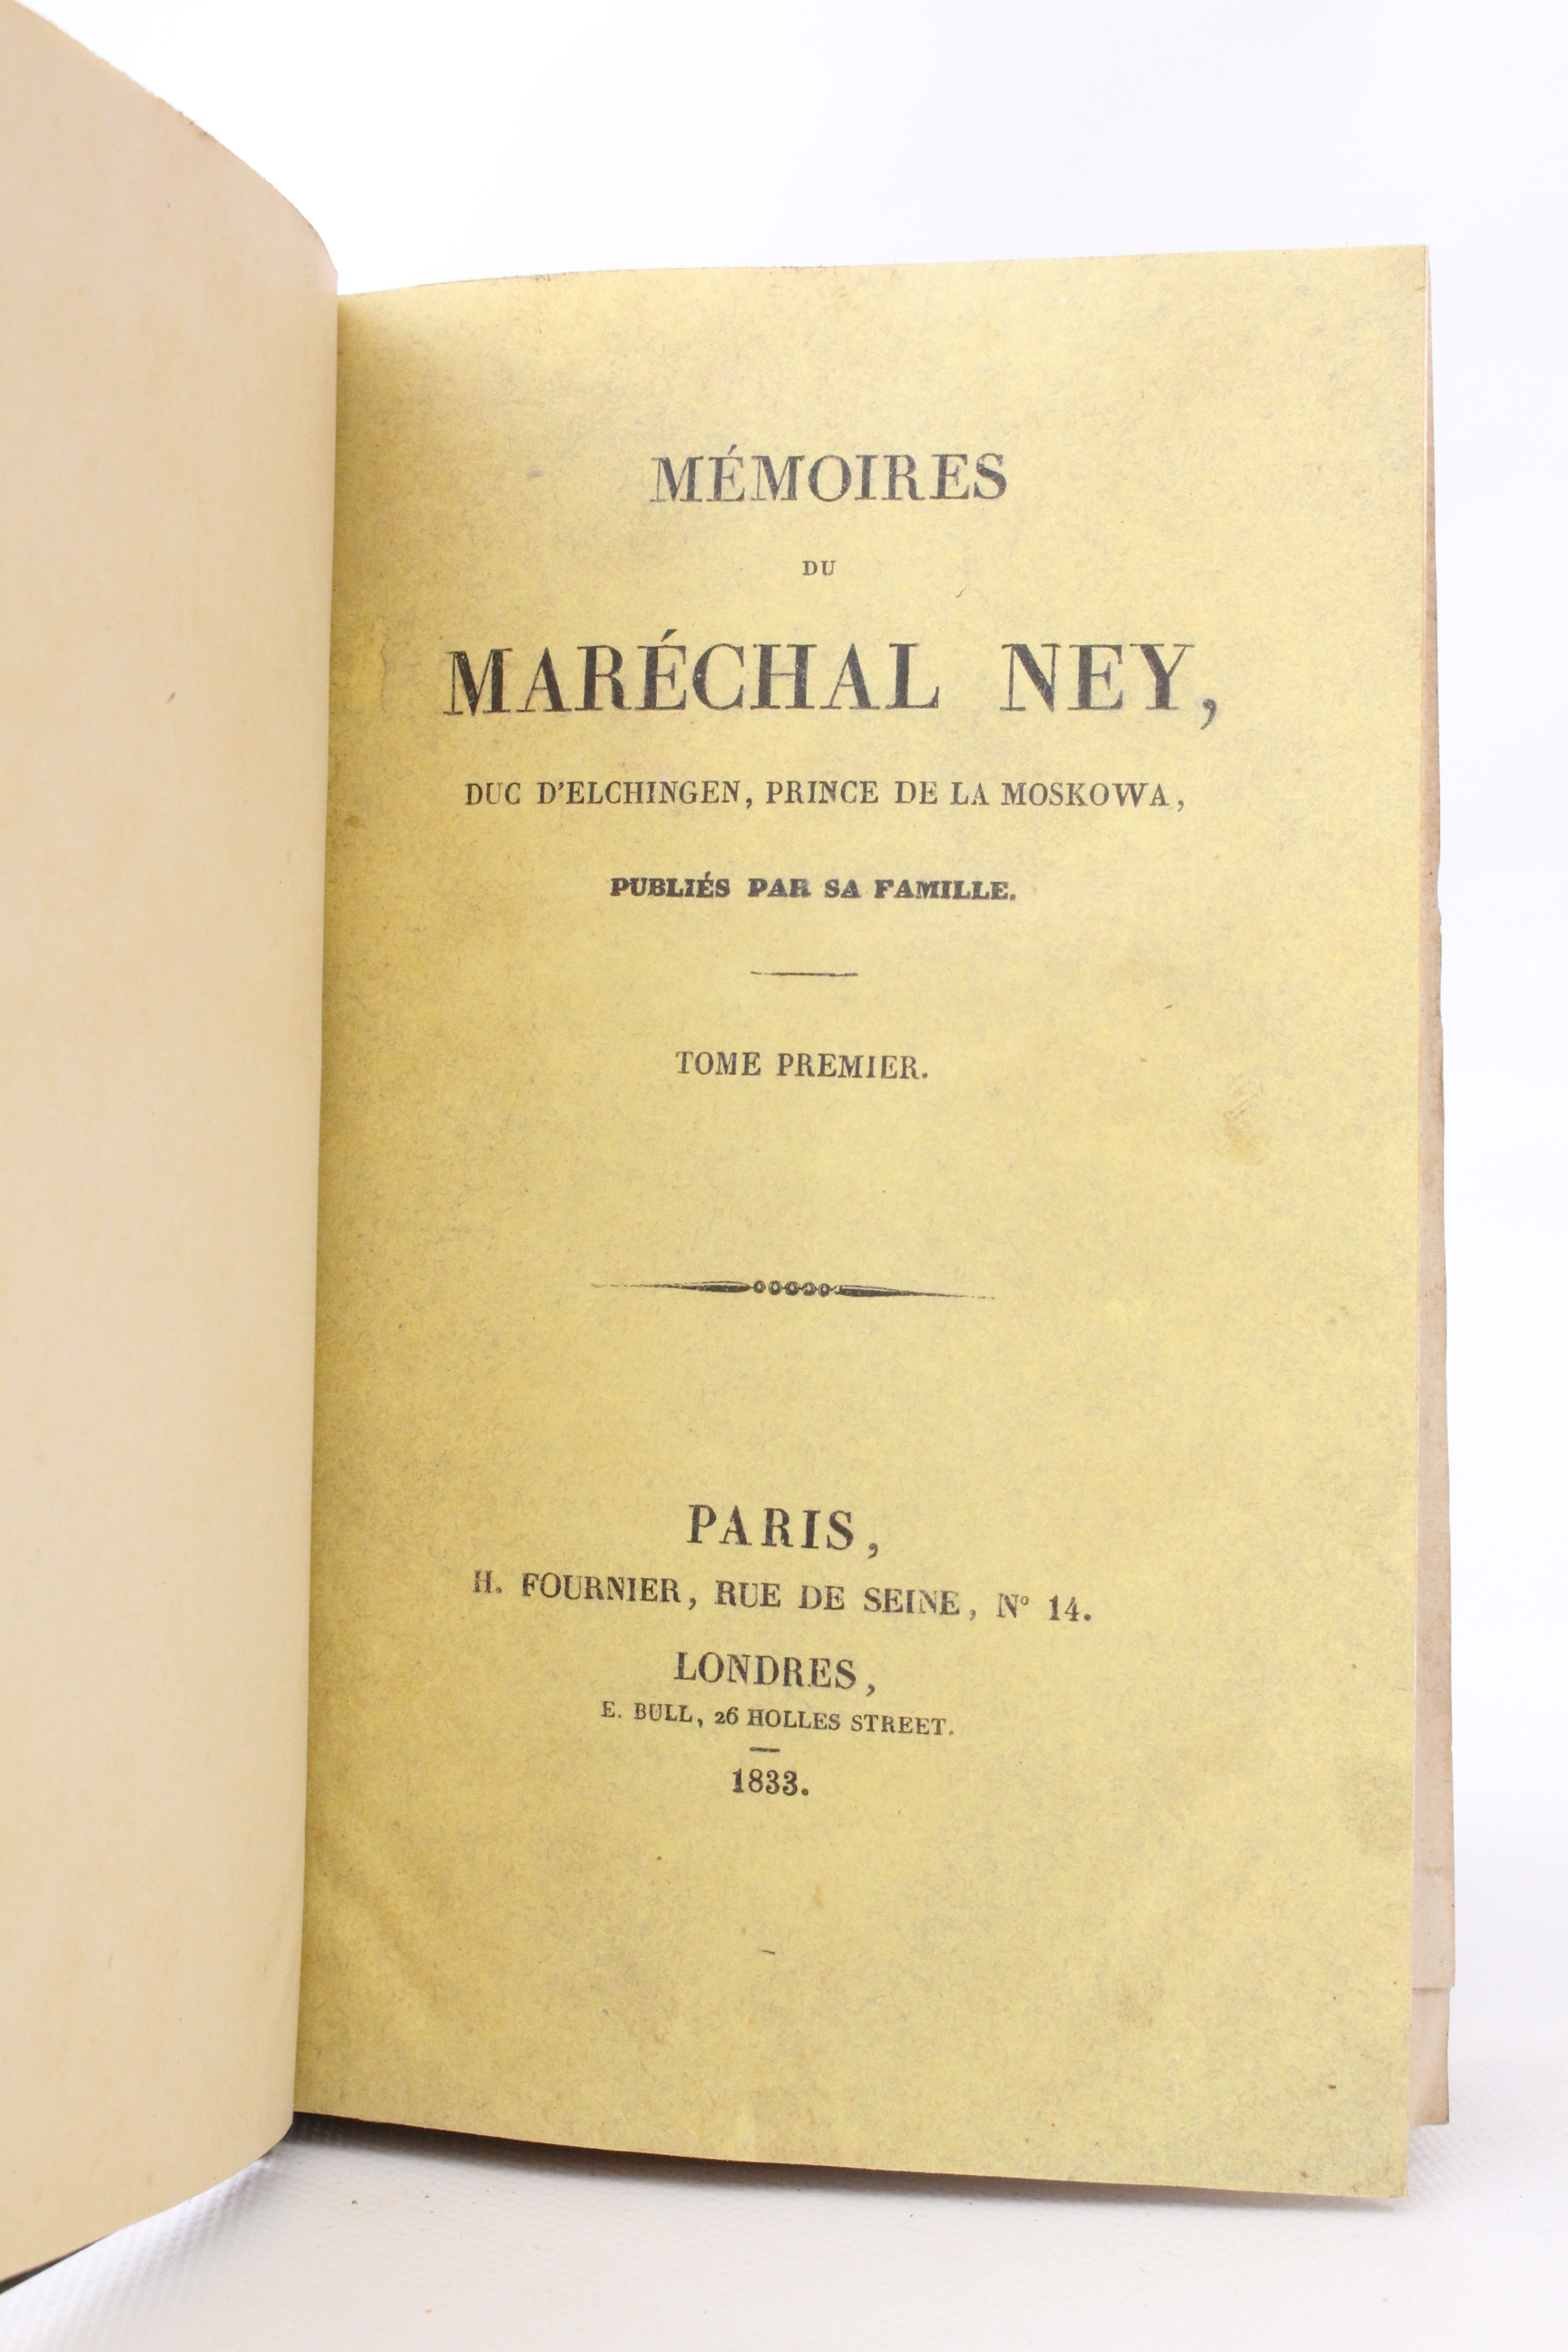 MÉMOIRES
DU
MARÉCHAL NEY,
DUC D'ELCHINGEN, PRINCE DE LA MOSKOWA,
PUBLIÉS PAR SA FAMILLE.
TOME PREMIER.
PARIS,
H. FOURNIER, RUE DE SEINE, Nº 14.
LONDRES,
E. BULL, 26 HOLLES STREET.
1833.